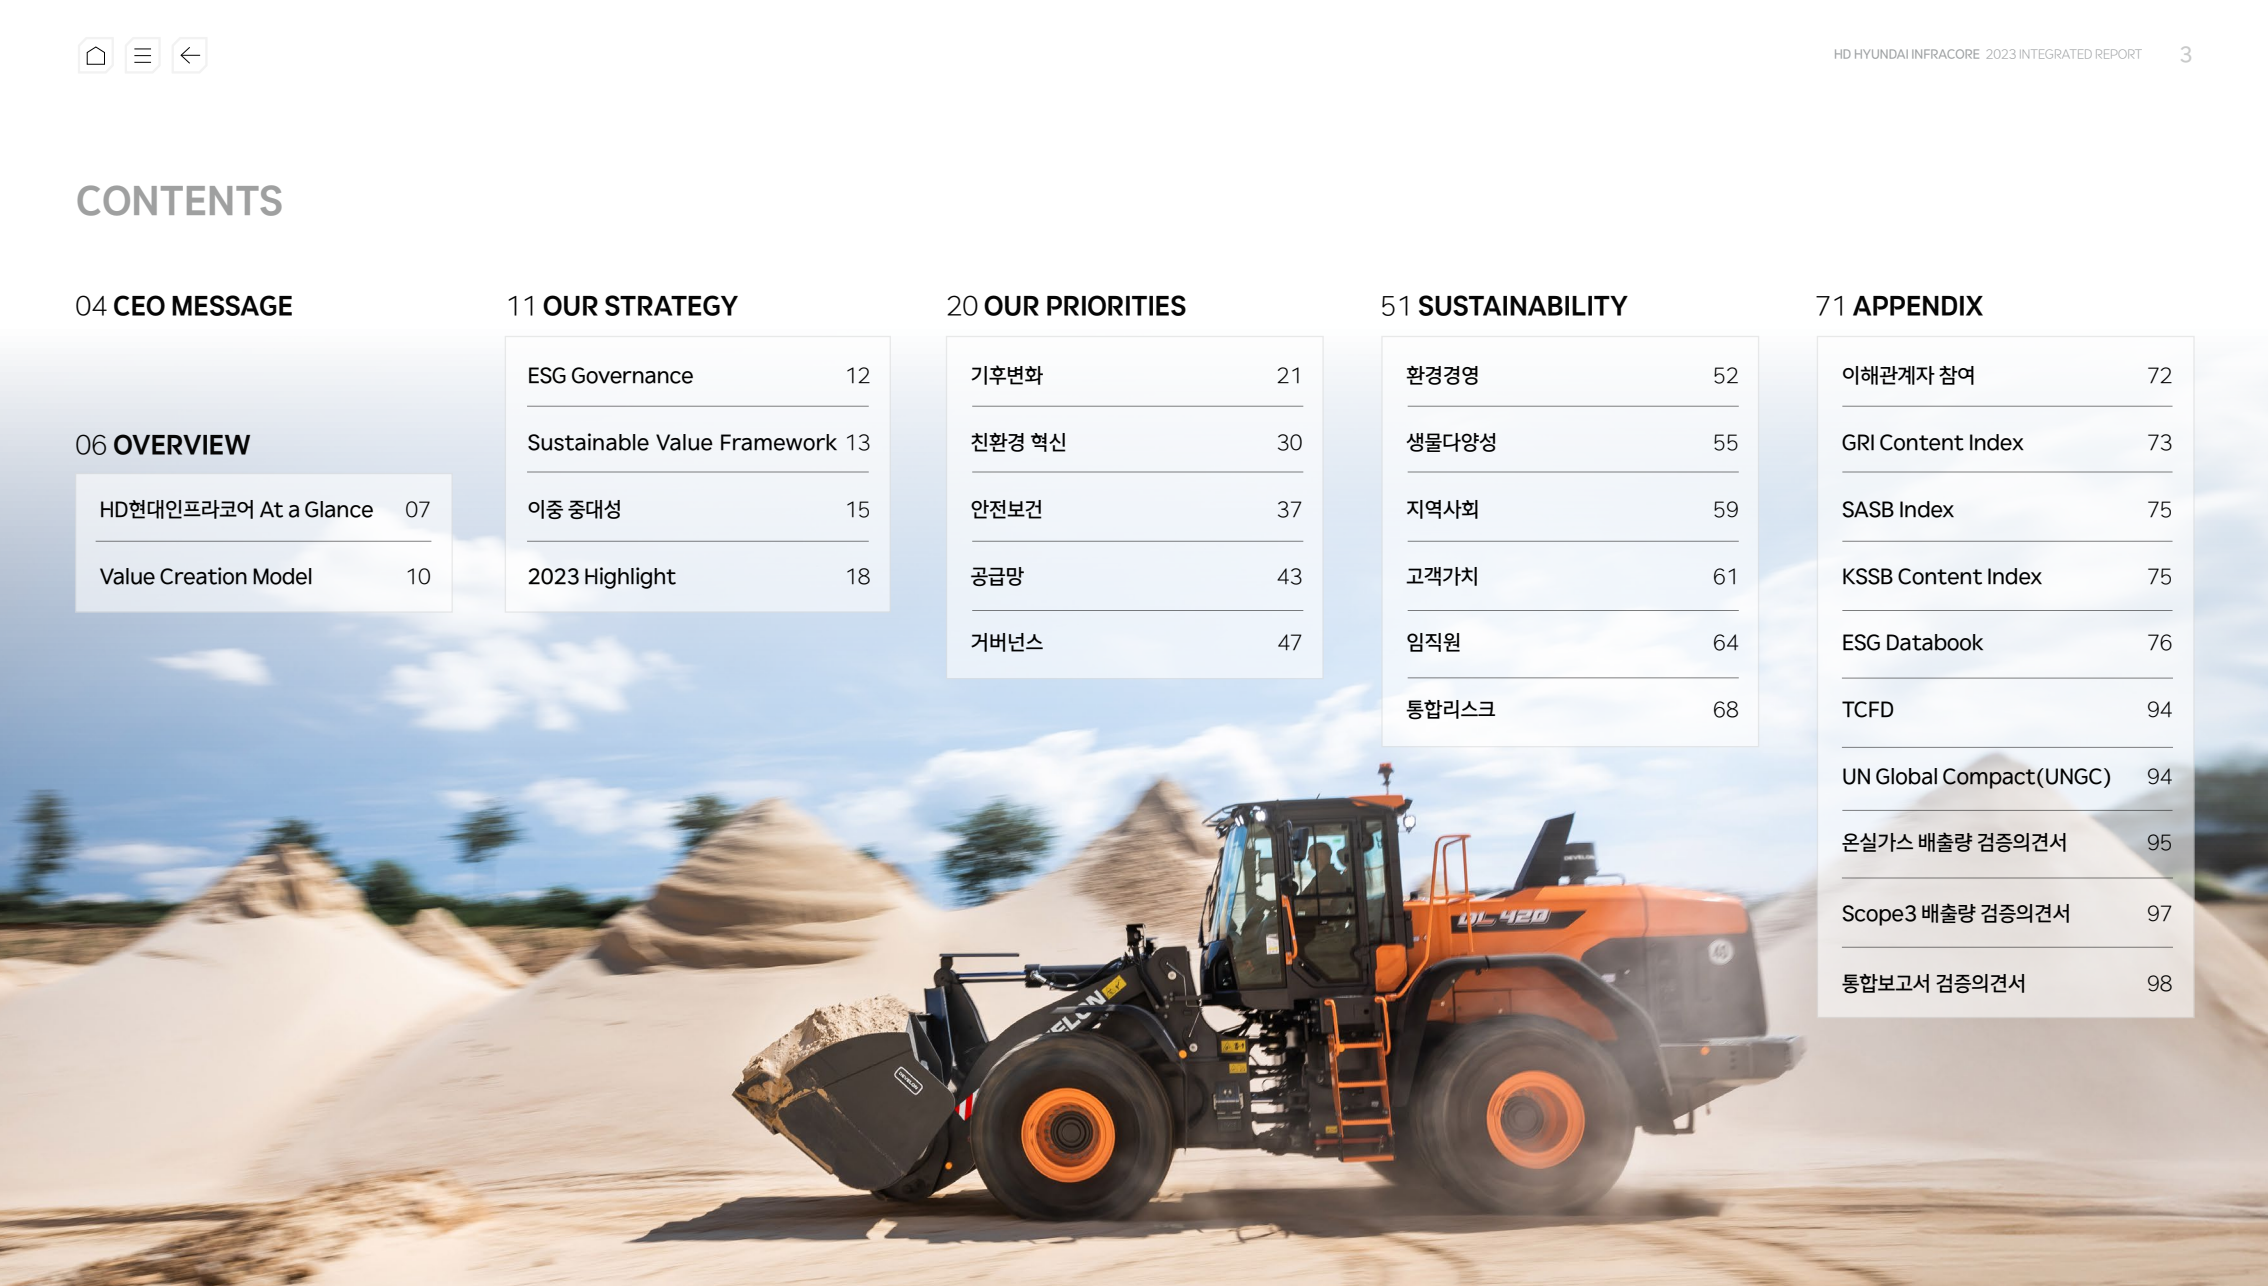 HD HYUNDAI INFRACORE 2023 INTEGRATED REPORT 3
CONTENTS
04 CEO MESSAGE
06 OVERVIEW
HD현대인프라코어 At a Glance 07
Value Creation Model 10
11 OUR STRATEGY
ESG Governance 12
Sustainable Value Framework 13
이중 중대성 15
2023 Highlight 18
20 OUR PRIORITIES
기후변화 21
친환경 혁신 30
안전보건 37
공급망 43
거버넌스 47
51 SUSTAINABILITY
환경경영 52
생물다양성 55
지역사회 59
고객가치 61
임직원 64
통합리스크 68
71 APPENDIX
이해관계자 참여 72
GRI Content Index 73
SASB Index 75
KSSB Content Index 75
ESG Databook 76
TCFD 94
UN Global Compact(UNGC) 94
온실가스 배출량 검증의견서 95
Scope3 배출량 검증의견서 97
통합보고서 검증의견서 98
DEVELON
DL 420
ELON
DEVELON